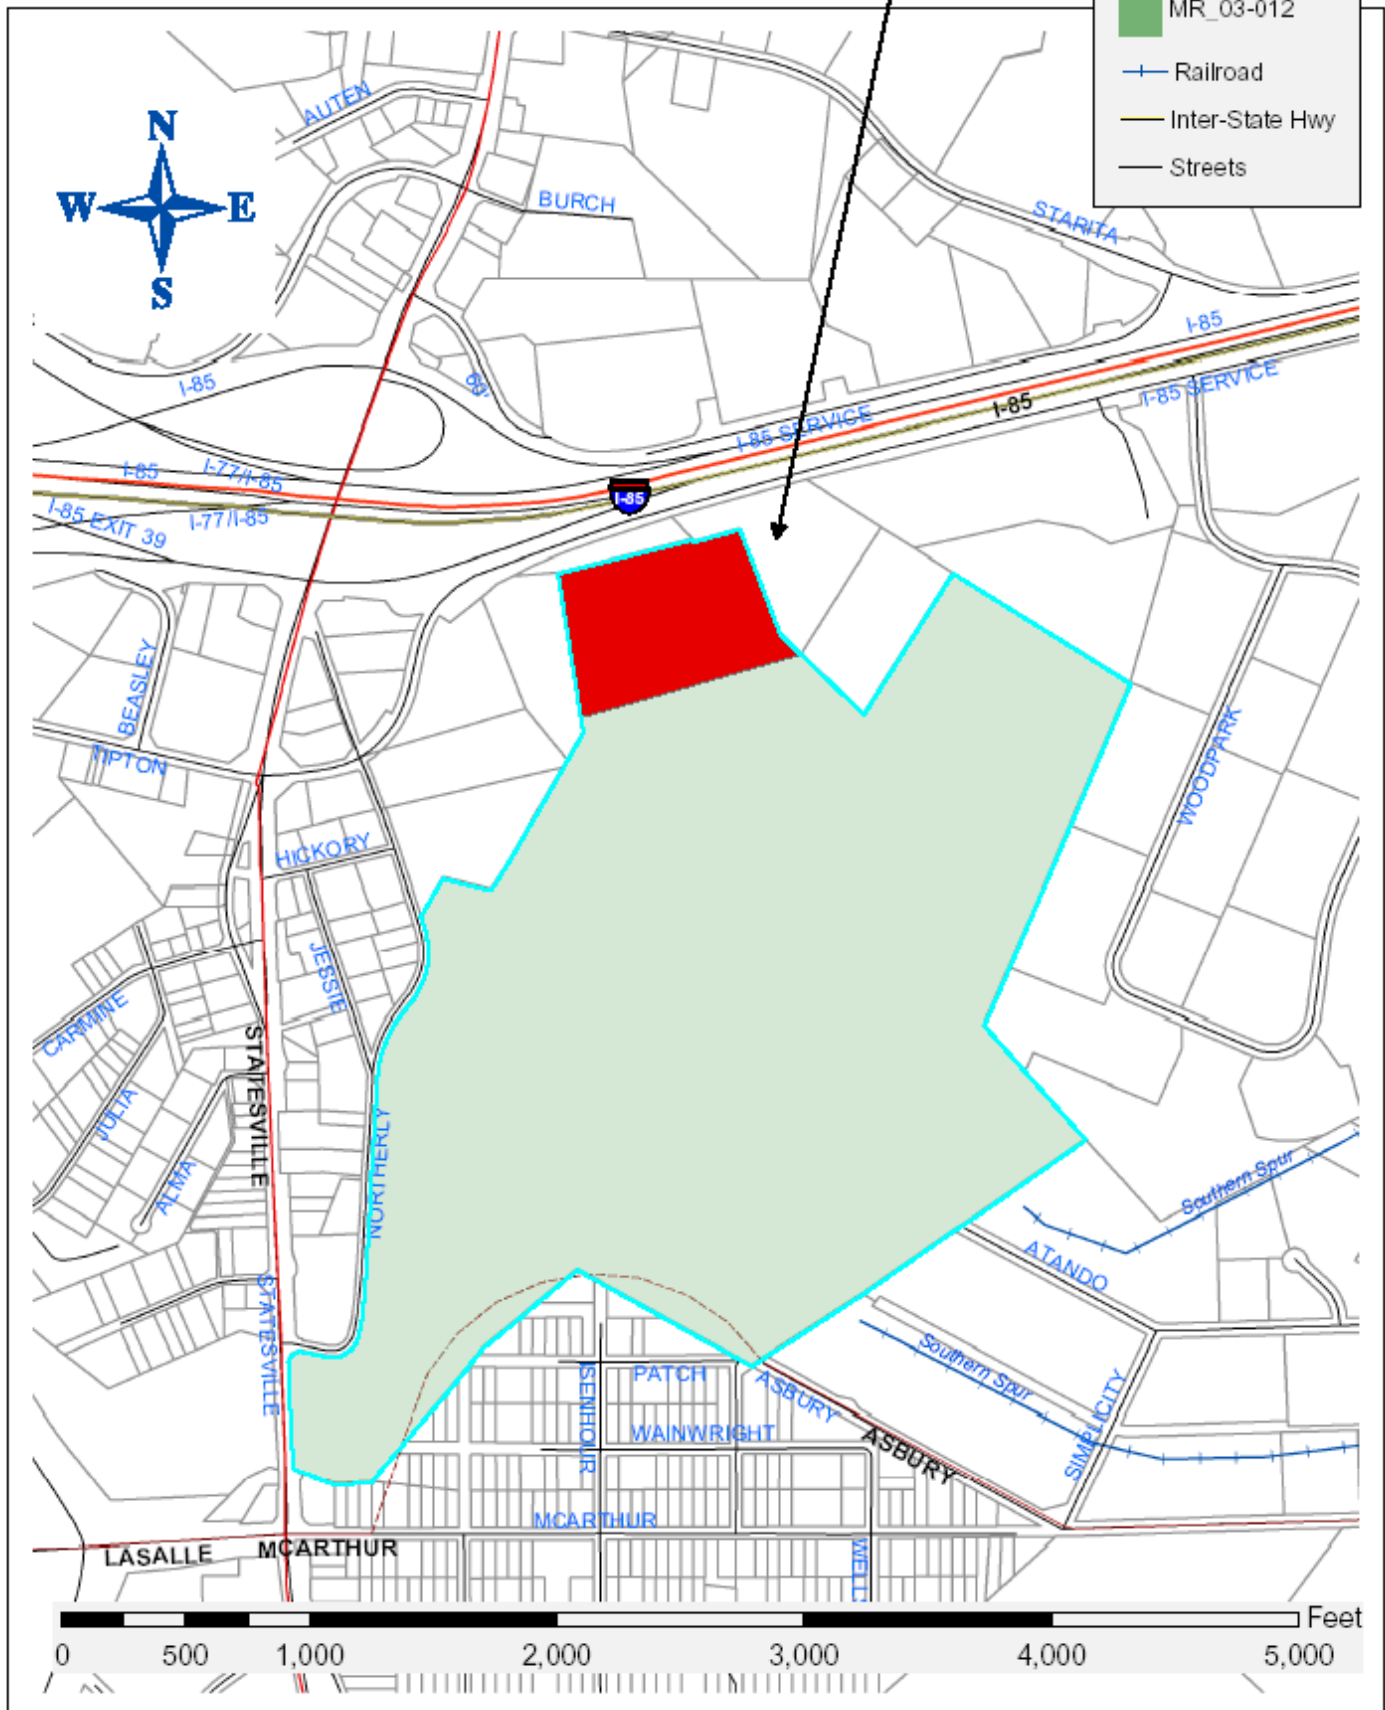 MR_03-012
Railroad
Inter-State Hwy
Streets
N
W E
S
AUTEN
BURCH
STARITA
I-85
I-85
60'
I-85 SERVICE
I-85
I-85 SERVICE
I-85
I-77/I-85
I-85
I-85 EXIT 39
I-77/I-85
BEASLEY
TIPTON
WOODPARK
HICKORY
JESSIE
CARMINE
STATESVILLE
JULIA
ALMA
NORTHERLY
Southern Spur
ATANDO
STATESVILLE
Southern Spur
PATCH
ASBURY
ISENHOUR
WAINWRIGHT
ASBURY
SIMPLICITY
MCARTHUR
LASALLE
MCARTHUR
Feet
0 500 1,000 2,000 3,000 4,000 5,000